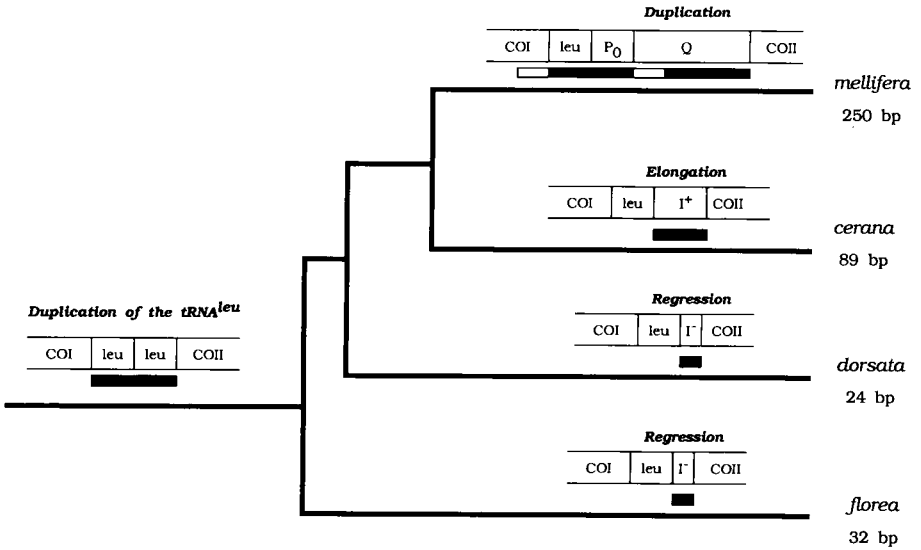 Duplication
COI leu P0 Q COII
mellifera
250 bp
Elongation
COI leu I+ COII
cerana
89 bp
Duplication of the tRNAleu
COI leu leu COII
Regression
COI leu I- COII
dorsata
24 bp
Regression
COI leu I- COII
florea
32 bp